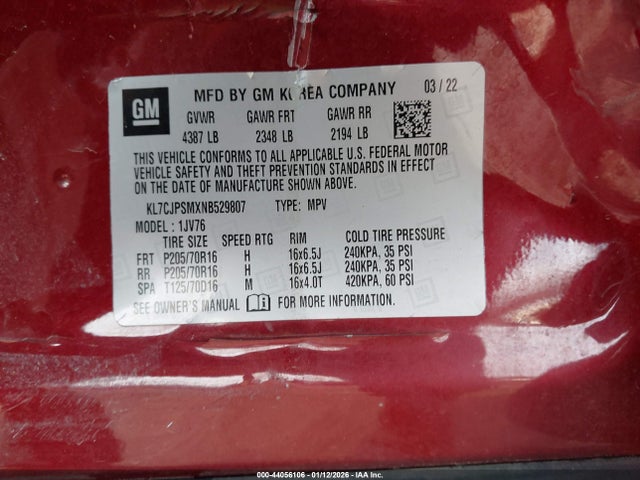 GM
MFD BY GM KOREA COMPANY 03 / 22
GVWR GAWR FRT GAWR RR
4387 LB 2348 LB 2194 LB
THIS VEHICLE CONFORMS TO ALL APPLICABLE U.S. FEDERAL MOTOR
VEHICLE SAFETY AND THEFT PREVENTION STANDARDS IN EFFECT
ON THE DATE OF MANUFACTURE SHOWN ABOVE.
KL7CJPSMXNB529807 TYPE: MPV
MODEL : 1JV76
TIRE SIZE SPEED RTG RIM COLD TIRE PRESSURE
FRT P205/70R16 H 16x6.5J 240KPA, 35 PSI
RR P205/70R16 H 16x6.5J 240KPA, 35 PSI
SPA T125/70D16 M 16x4.0T 420KPA, 60 PSI
SEE OWNER'S MANUAL FOR MORE INFORMATION.
000-44056106 - 01/12/2026 - IAA Inc.